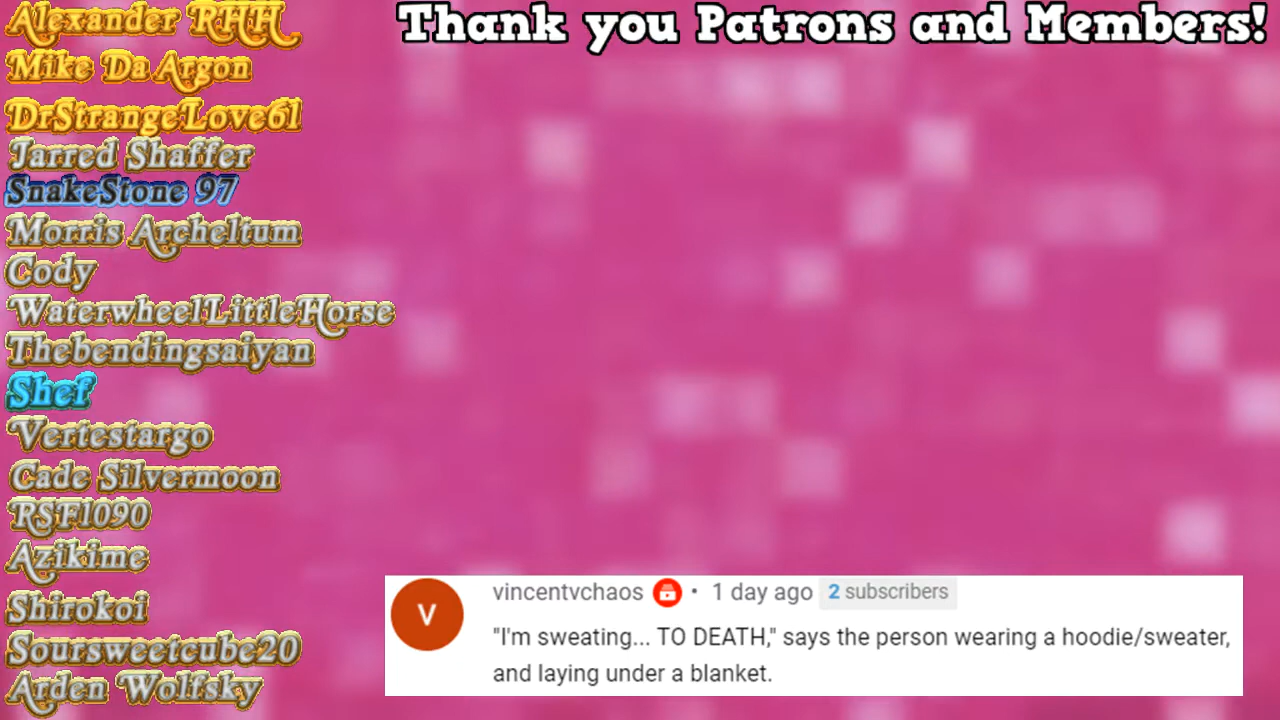 Thank you Patrons and Members!
Alexander RHH
Mike Da Argon
DrStrangeLove61
Jarred Shaffer
SnakeStone 97
Morris Archeltum
Cody
WaterwheelLittleHorse
Thebendingsaiyan
Shef
Vertestargo
Cade Silvermoon
RSF1090
Azikime
Shirokoi
Soursweetcube20
Arden Wolfsky
V
vincentvchaos • 1 day ago 2 subscribers
"I'm sweating... TO DEATH," says the person wearing a hoodie/sweater,
and laying under a blanket.